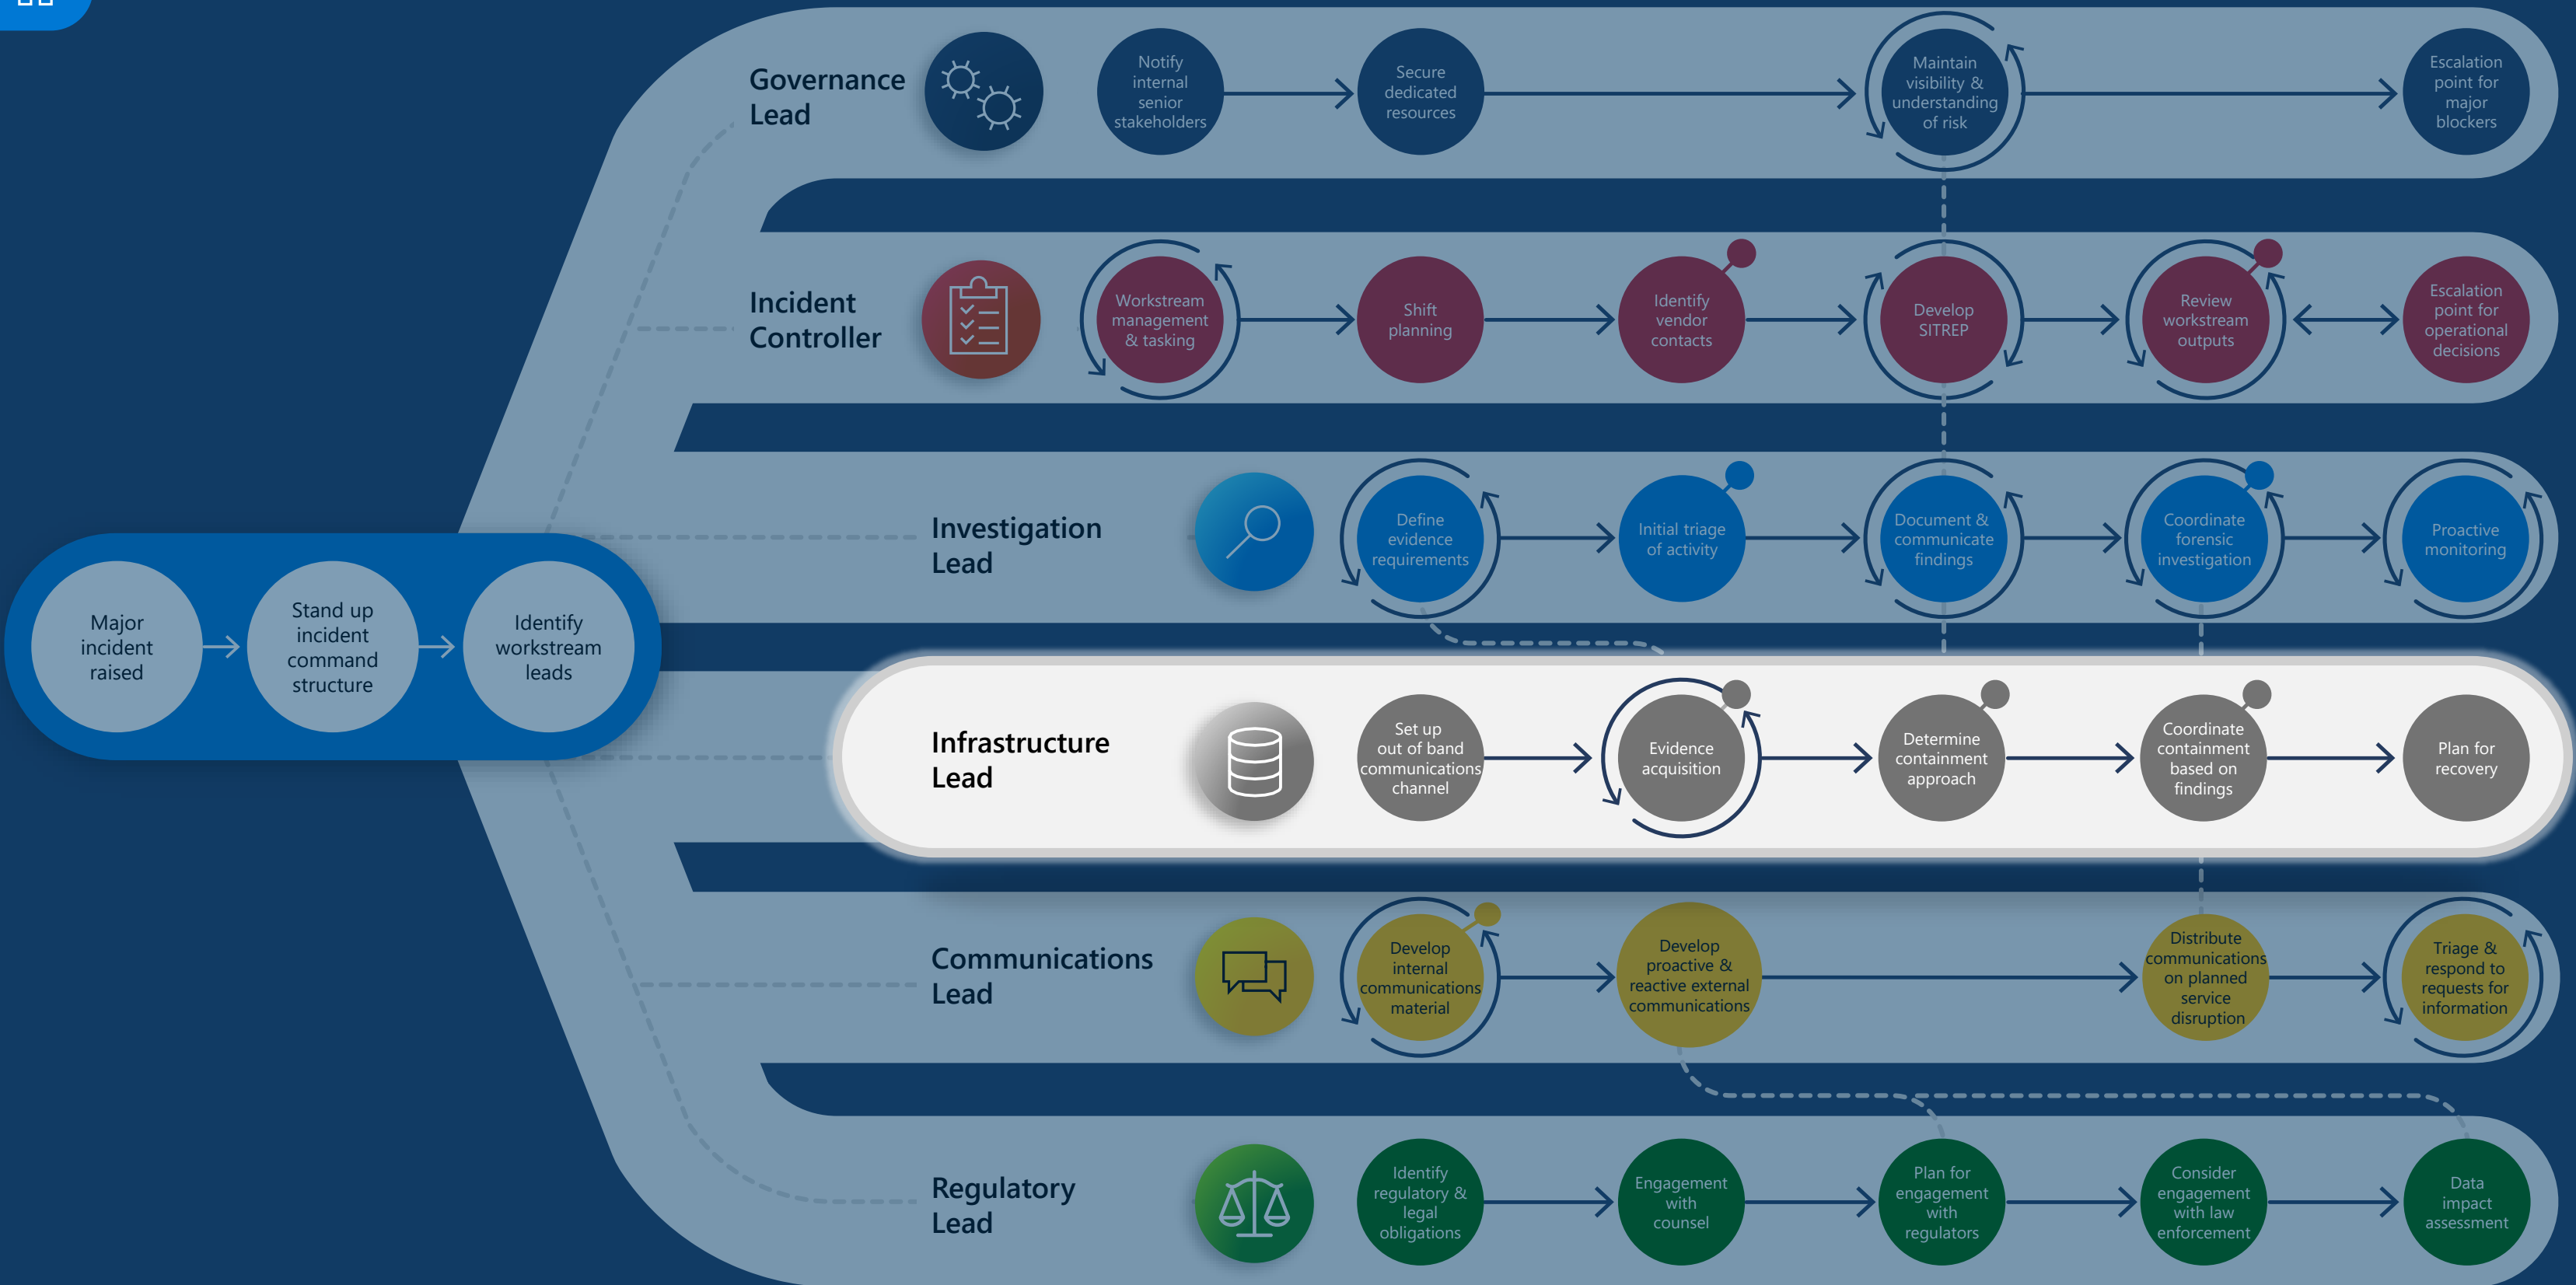 Governance
Lead
Notify
internal
senior
stakeholders
Secure
dedicated
resources
Maintain
visibility &
understanding
of risk
Escalation
point for
major
blockers
Incident
Controller
Workstream
management
& tasking
Shift
planning
Identify
vendor
contacts
Develop
SITREP
Review
workstream
outputs
Escalation
point for
operational
decisions
Investigation
Lead
Define
evidence
requirements
Initial triage
of activity
Document &
communicate
findings
Coordinate
forensic
investigation
Proactive
monitoring
Major
incident
raised
Stand up
incident
command
structure
Identify
workstream
leads
Infrastructure
Lead
Set up
out of band
communications
channel
Evidence
acquisition
Determine
containment
approach
Coordinate
containment
based on
findings
Plan for
recovery
Communications
Lead
Develop
internal
communications
material
Develop
proactive &
reactive external
communications
Distribute
communications
on planned
service
disruption
Triage &
respond to
requests for
information
Regulatory
Lead
Identify
regulatory &
legal
obligations
Engagement
with
counsel
Plan for
engagement
with
regulators
Consider
engagement
with law
enforcement
Data
impact
assessment